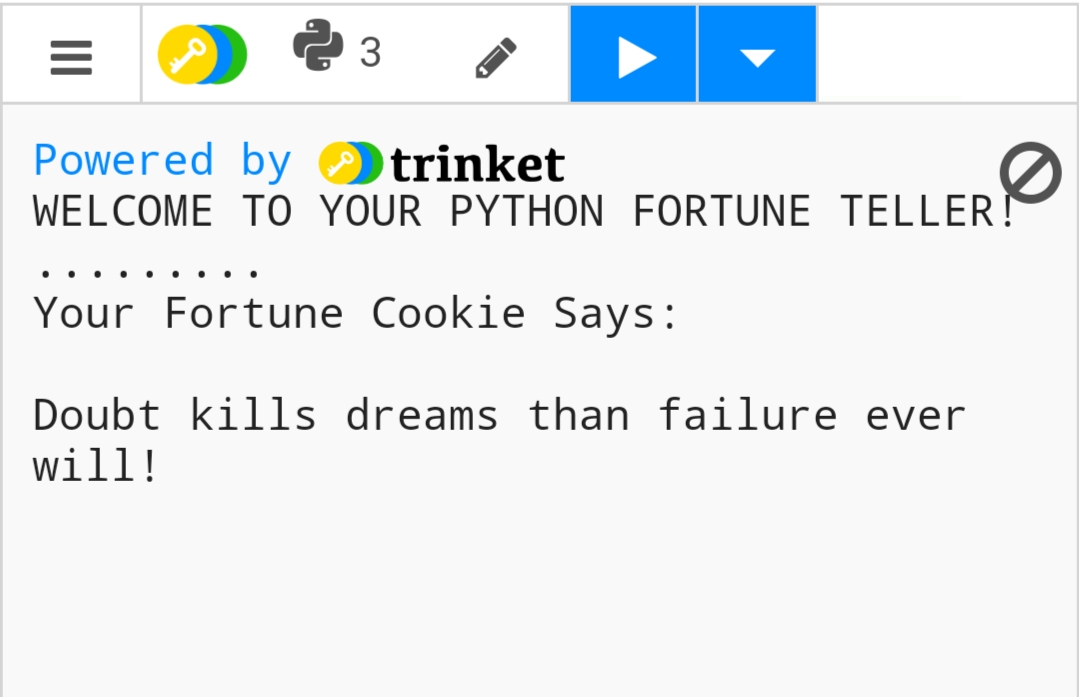 3
Powered by trinket
WELCOME TO YOUR PYTHON FORTUNE TELLER!
.........
Your Fortune Cookie Says:
Doubt kills dreams than failure ever
will!